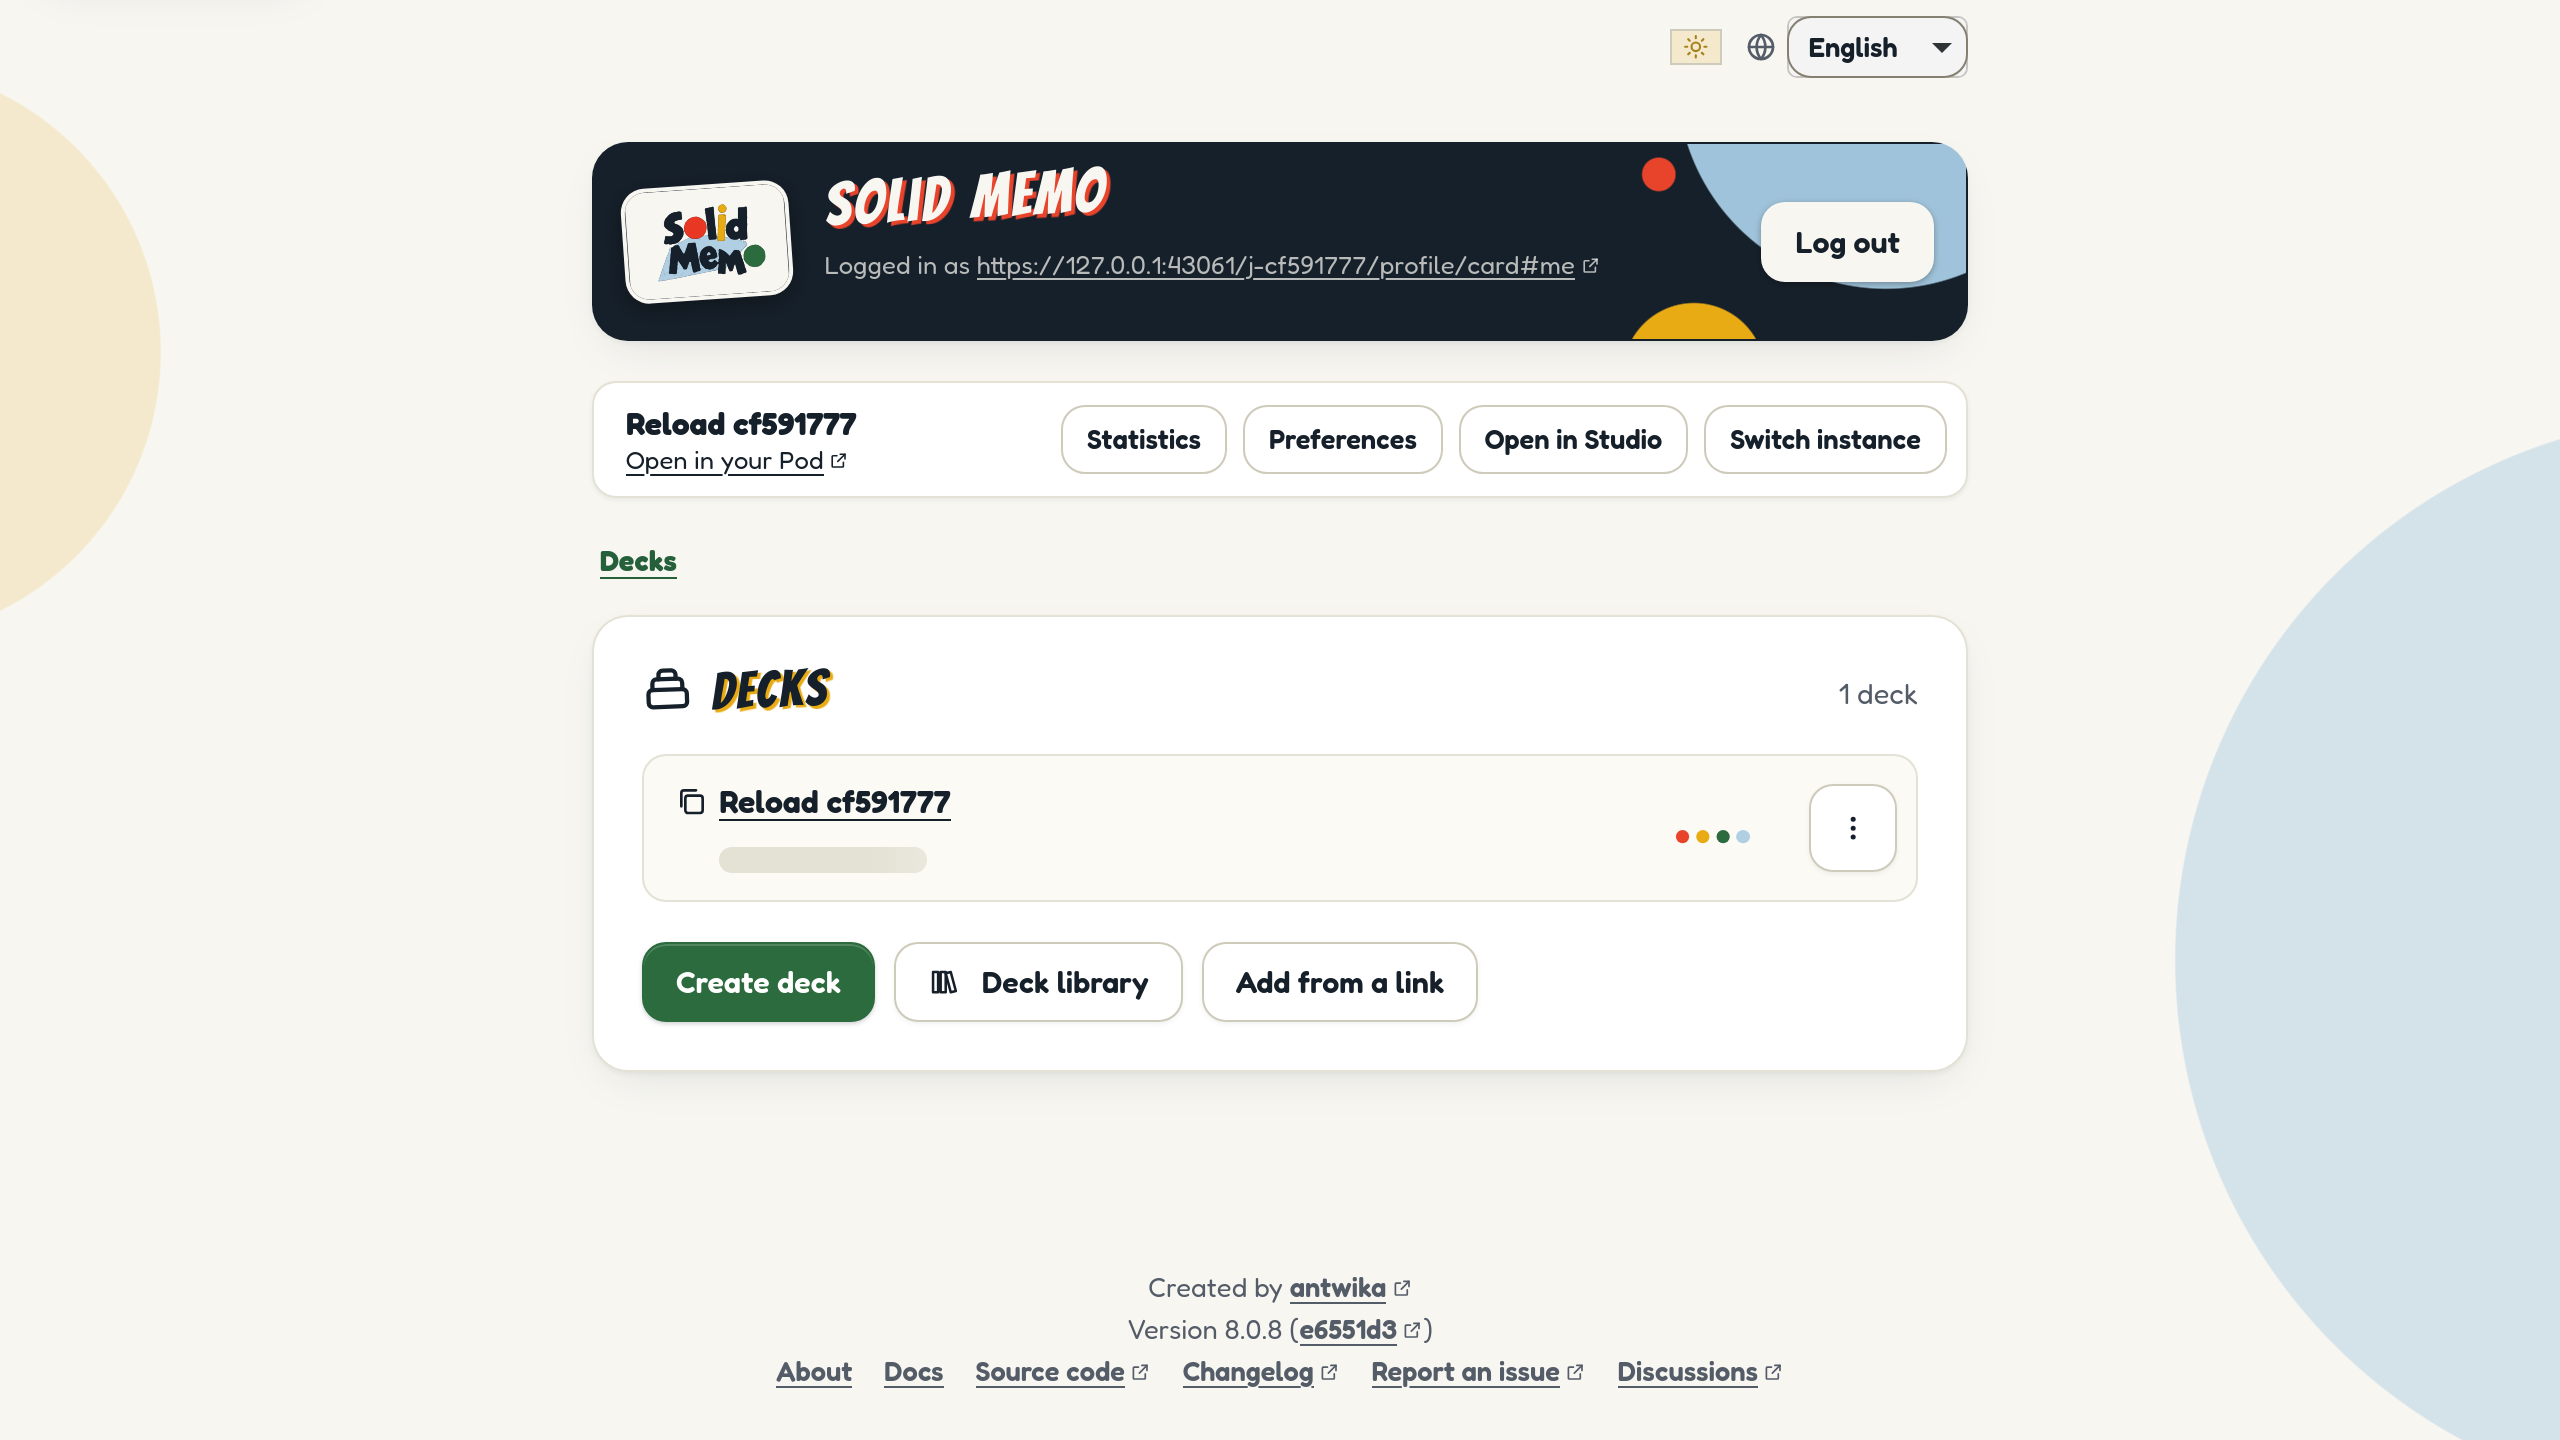 English
Solid
Memo
SOLID MEMO
Logged in as https://127.0.0.1:43061/j-cf591777/profile/card#me
Log out
Reload cf591777
Open in your Pod
Statistics
Preferences
Open in Studio
Switch instance
Decks
DECKS
1 deck
Reload cf591777
Create deck
Deck library
Add from a link
Created by antwika
Version 8.0.8 (e6551d3)
About Docs Source code Changelog Report an issue Discussions